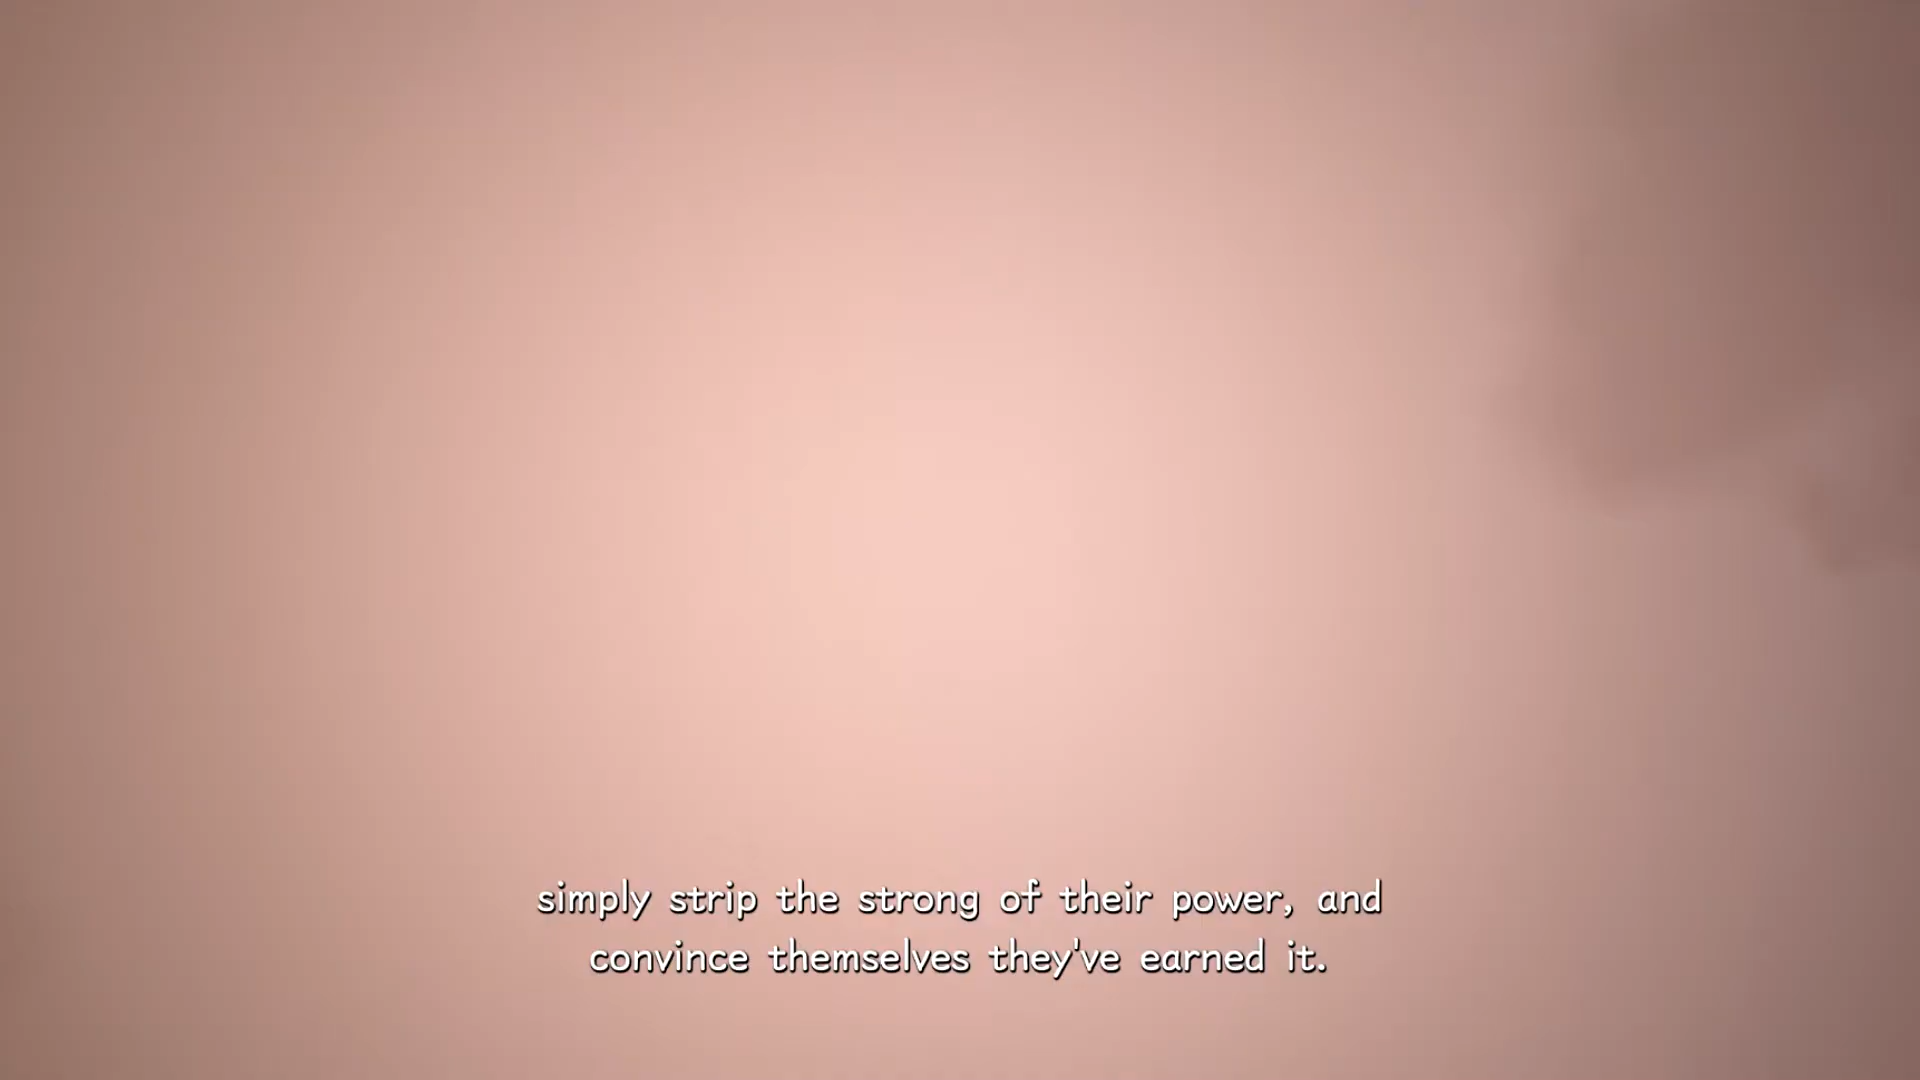 simply strip the strong of their power, and
convince themselves they've earned it.